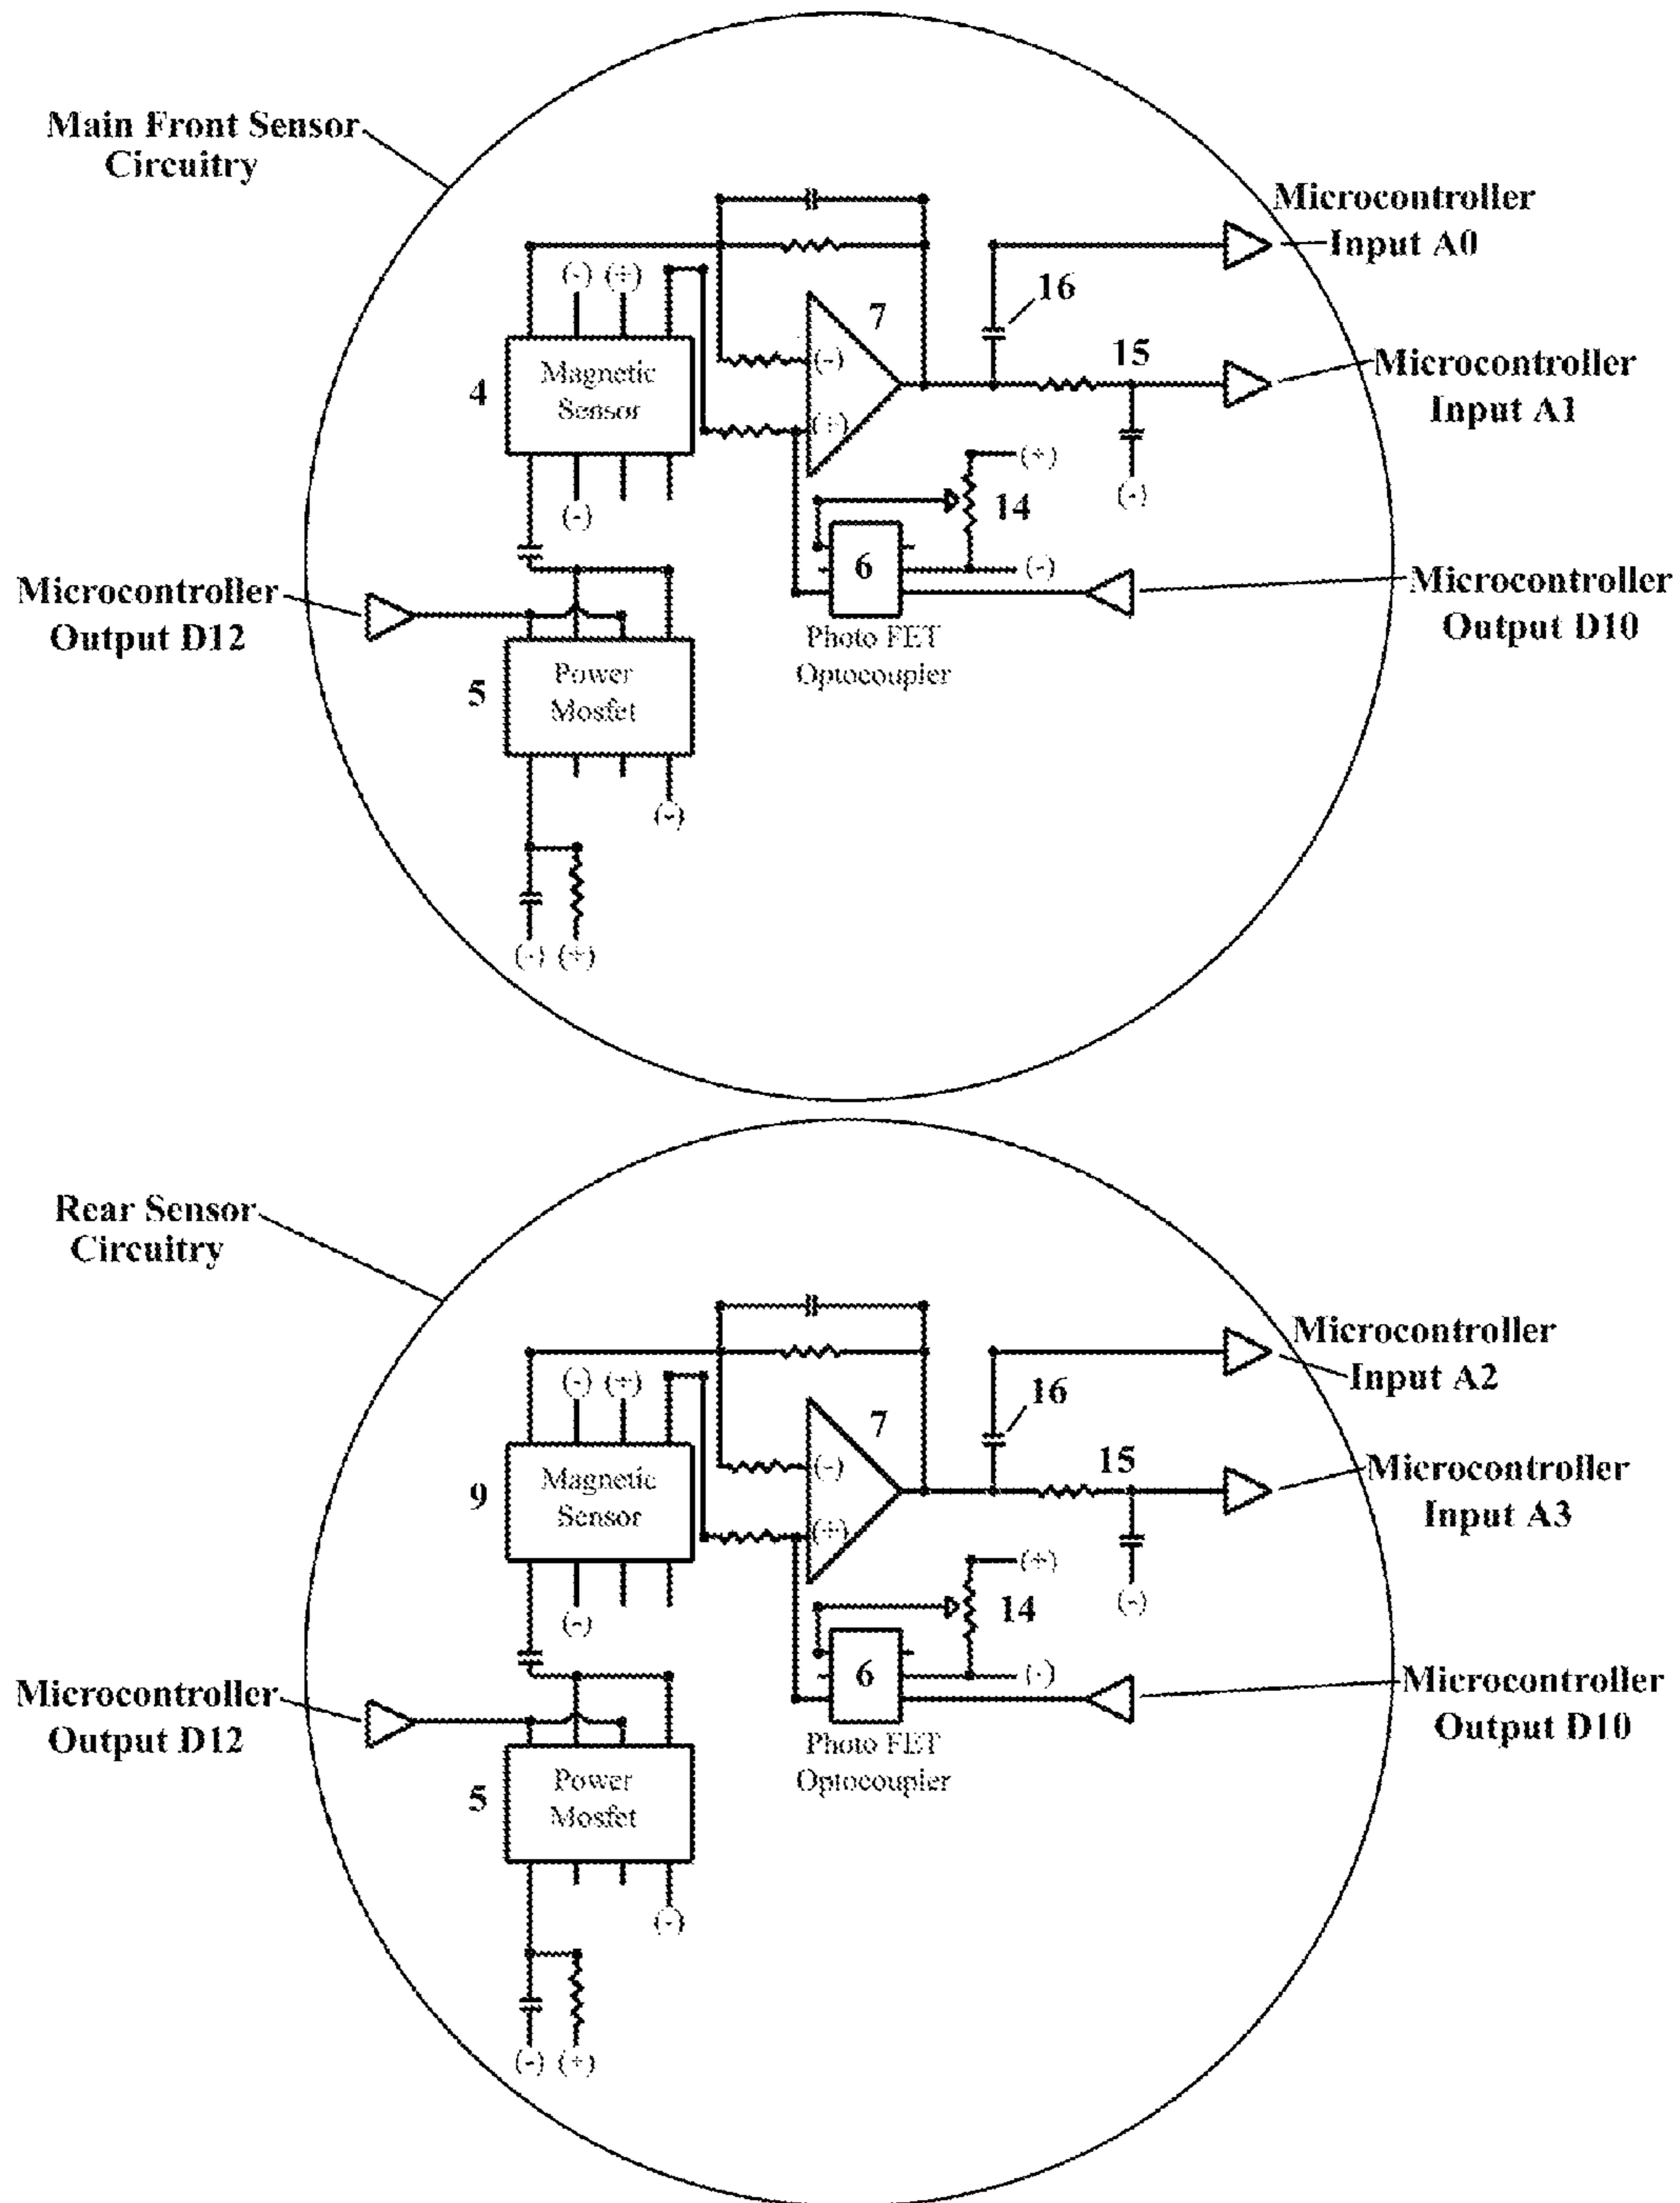 Main Front Sensor
Circuitry
Microcontroller
Input A0
(-) (+)
16
7
4
Magnetic
Sensor
(-)
15
Microcontroller
Input A1
(+)
(+)
14
(-)
(-)
6
(-)
Microcontroller
Output D12
Microcontroller
Output D10
Photo FET
Optocoupler
5
Power
Mosfet
(-)
(-) (+)
Rear Sensor
Circuitry
Microcontroller
Input A2
(-) (+)
16
7
9
Magnetic
Sensor
(-)
15
Microcontroller
Input A3
(+)
(+)
14
(-)
(-)
6
(-)
Microcontroller
Output D12
Microcontroller
Output D10
Photo FET
Optocoupler
5
Power
Mosfet
(-)
(-) (+)